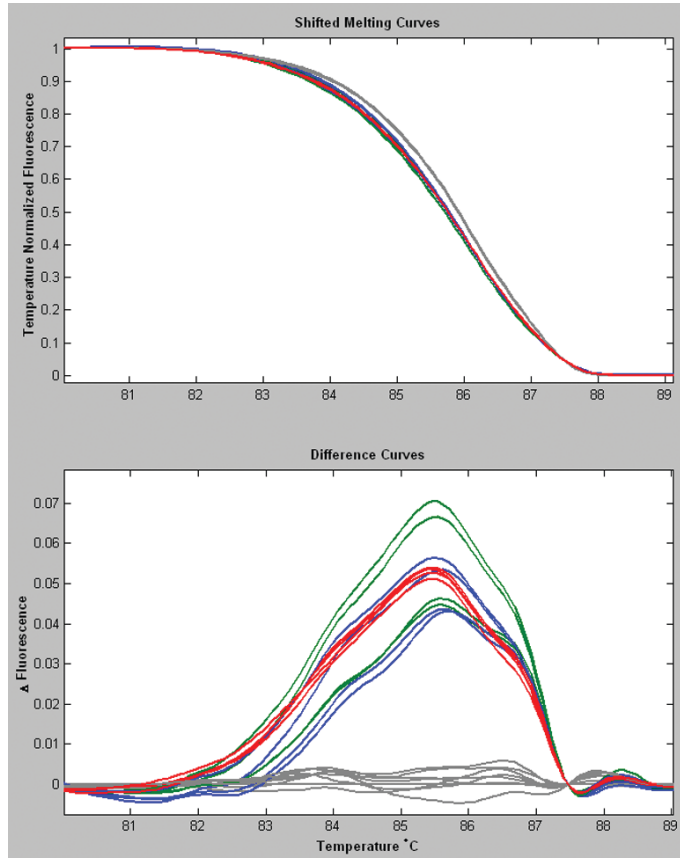 Shifted Melting Curves
Temperature Normalized Fluorescence
1
0.9
0.8
0.7
0.6
0.5
0.4
0.3
0.2
0.1
0
81 82 83 84 85 86 87 88 89
Difference Curves
Δ Fluorescence
0.07
0.06
0.05
0.04
0.03
0.02
0.01
0
81 82 83 84 85 86 87 88 89
Temperature °C